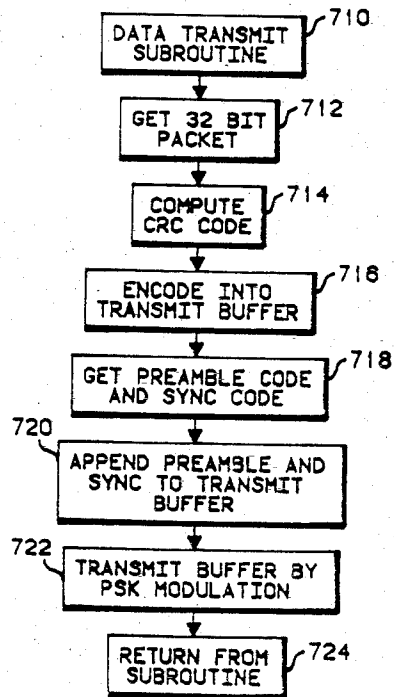 710
DATA TRANSMIT
SUBROUTINE
712
GET 32 BIT
PACKET
714
COMPUTE
CRC CODE
716
ENCODE INTO
TRANSMIT BUFFER
718
GET PREAMBLE CODE
AND SYNC CODE
720
APPEND PREAMBLE AND
SYNC TO TRANSMIT
BUFFER
722
TRANSMIT BUFFER BY
PSK MODULATION
724
RETURN FROM
SUBROUTINE